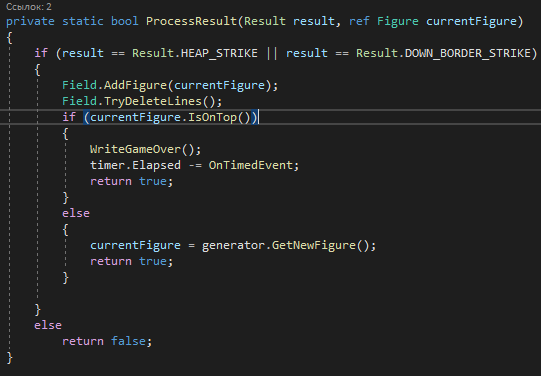 Ссылок: 2
private static bool ProcessResult(Result result, ref Figure currentFigure)
{
if (result == Result.HEAP_STRIKE || result == Result.DOWN_BORDER_STRIKE)
{
Field.AddFigure(currentFigure);
Field.TryDeleteLines();
if (currentFigure.IsOnTop())
{
WriteGameOver();
timer.Elapsed -= OnTimedEvent;
return true;
}
else
{
currentFigure = generator.GetNewFigure();
return true;
}
}
else
return false;
}